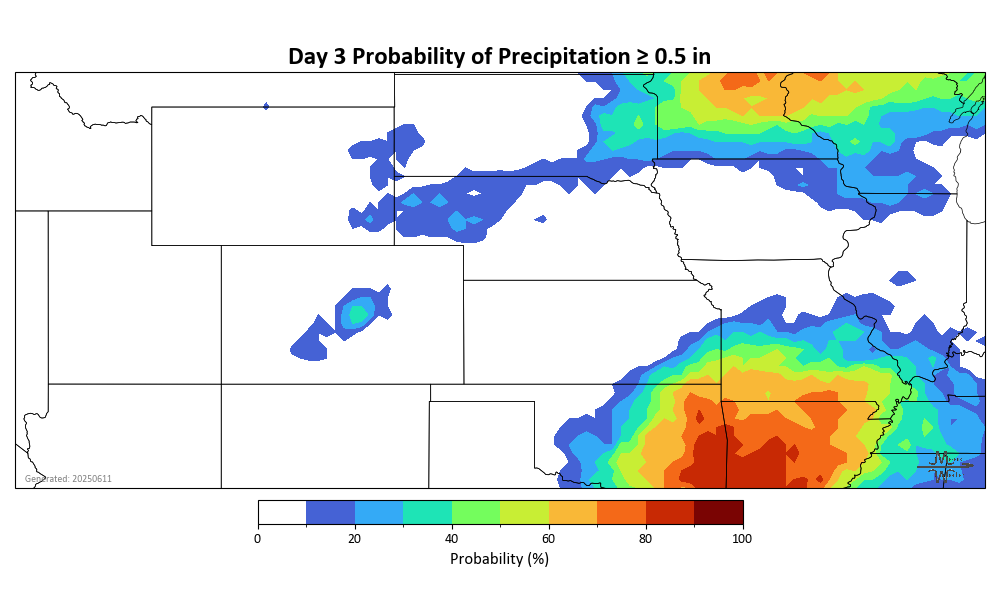 Day 3 Probability of Precipitation ≥ 0.5 in
Generated: 20250611
0 20 40 60 80 100
Probability (%)